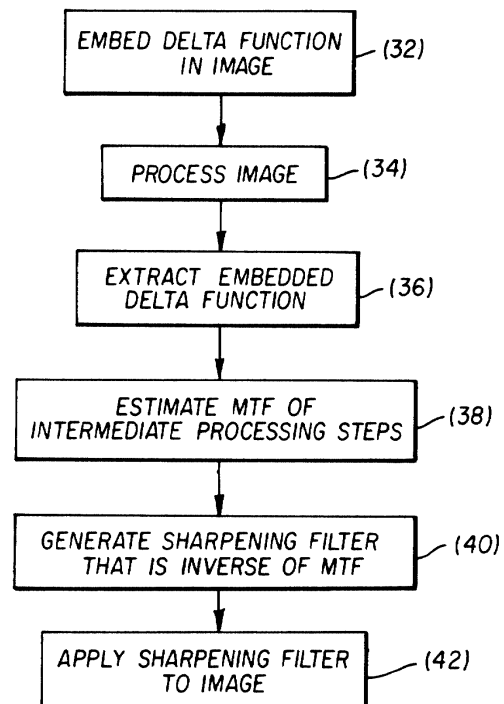 EMBED DELTA FUNCTION
IN IMAGE
(32)
PROCESS IMAGE
(34)
EXTRACT EMBEDDED
DELTA FUNCTION
(36)
ESTIMATE MTF OF
INTERMEDIATE PROCESSING STEPS
(38)
GENERATE SHARPENING FILTER
THAT IS INVERSE OF MTF
(40)
APPLY SHARPENING FILTER
TO IMAGE
(42)